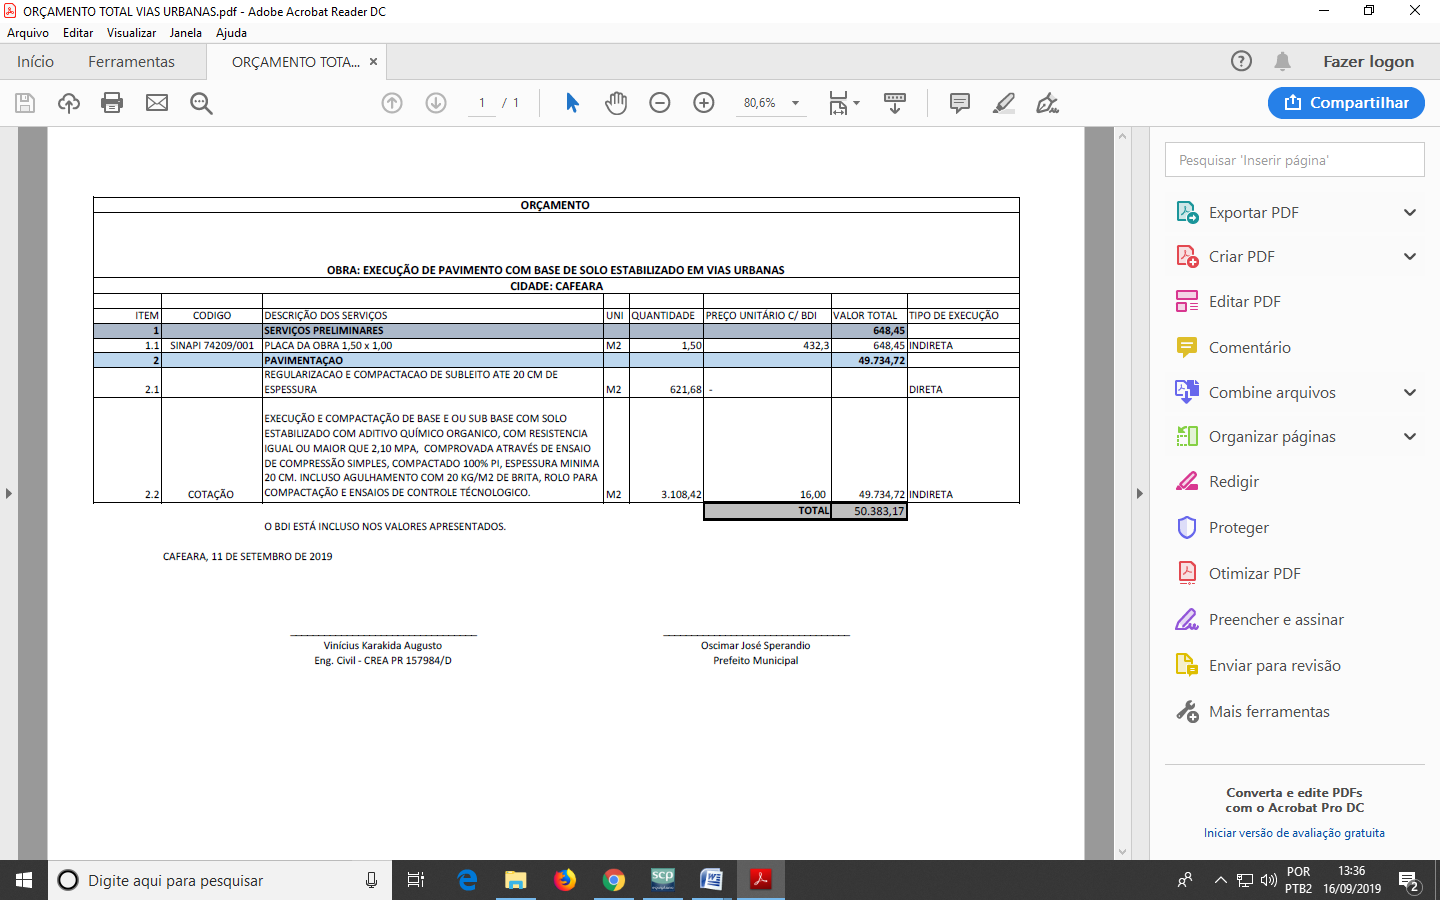 ORÇAMENTO TOTAL VIAS URBANAS.pdf - Adobe Acrobat Reader DC
Arquivo Editar Visualizar Janela Ajuda
Início Ferramentas ORÇAMENTO TOTA... × Fazer logon
1 / 1 80,6% Compartilhar
ORÇAMENTO
OBRA: EXECUÇÃO DE PAVIMENTO COM BASE DE SOLO ESTABILIZADO EM VIAS URBANAS
CIDADE: CAFEARA
ITEM CODIGO DESCRIÇÃO DOS SERVIÇOS UNI QUANTIDADE PREÇO UNITÁRIO C/ BDI VALOR TOTAL TIPO DE EXECUÇÃO
1 SERVIÇOS PRELIMINARES 648,45
1.1 SINAPI 74209/001 PLACA DA OBRA 1,50 x 1,00 M2 1,50 432,3 648,45 INDIRETA
2 PAVIMENTAÇAO 49.734,72
REGULARIZACAO E COMPACTACAO DE SUBLEITO ATE 20 CM DE
2.1 ESPESSURA M2 621,68 - DIRETA
EXECUÇÃO E COMPACTAÇÃO DE BASE E OU SUB BASE COM SOLO
ESTABILIZADO COM ADITIVO QUÍMICO ORGANICO, COM RESISTENCIA
IGUAL OU MAIOR QUE 2,10 MPA, COMPROVADA ATRAVÉS DE ENSAIO
DE COMPRESSÃO SIMPLES, COMPACTADO 100% PI, ESPESSURA MINIMA
20 CM. INCLUSO AGULHAMENTO COM 20 KG/M2 DE BRITA, ROLO PARA
2.2 COTAÇÃO COMPACTAÇÃO E ENSAIOS DE CONTROLE TÉCNOLOGICO. M2 3.108,42 16,00 49.734,72 INDIRETA
TOTAL 50.383,17
O BDI ESTÁ INCLUSO NOS VALORES APRESENTADOS.
CAFEARA, 11 DE SETEMBRO DE 2019
Vinícius Karakida Augusto
Eng. Civil - CREA PR 157984/D
Oscimar José Sperandio
Prefeito Municipal
Pesquisar 'Inserir página'
Exportar PDF
Criar PDF
Editar PDF
Comentário
Combine arquivos
Organizar páginas
Redigir
Proteger
Otimizar PDF
Preencher e assinar
Enviar para revisão
Mais ferramentas
Converta e edite PDFs
com o Acrobat Pro DC
Iniciar versão de avaliação gratuita
Digite aqui para pesquisar
scp
POR
PTB2
13:36
16/09/2019
2